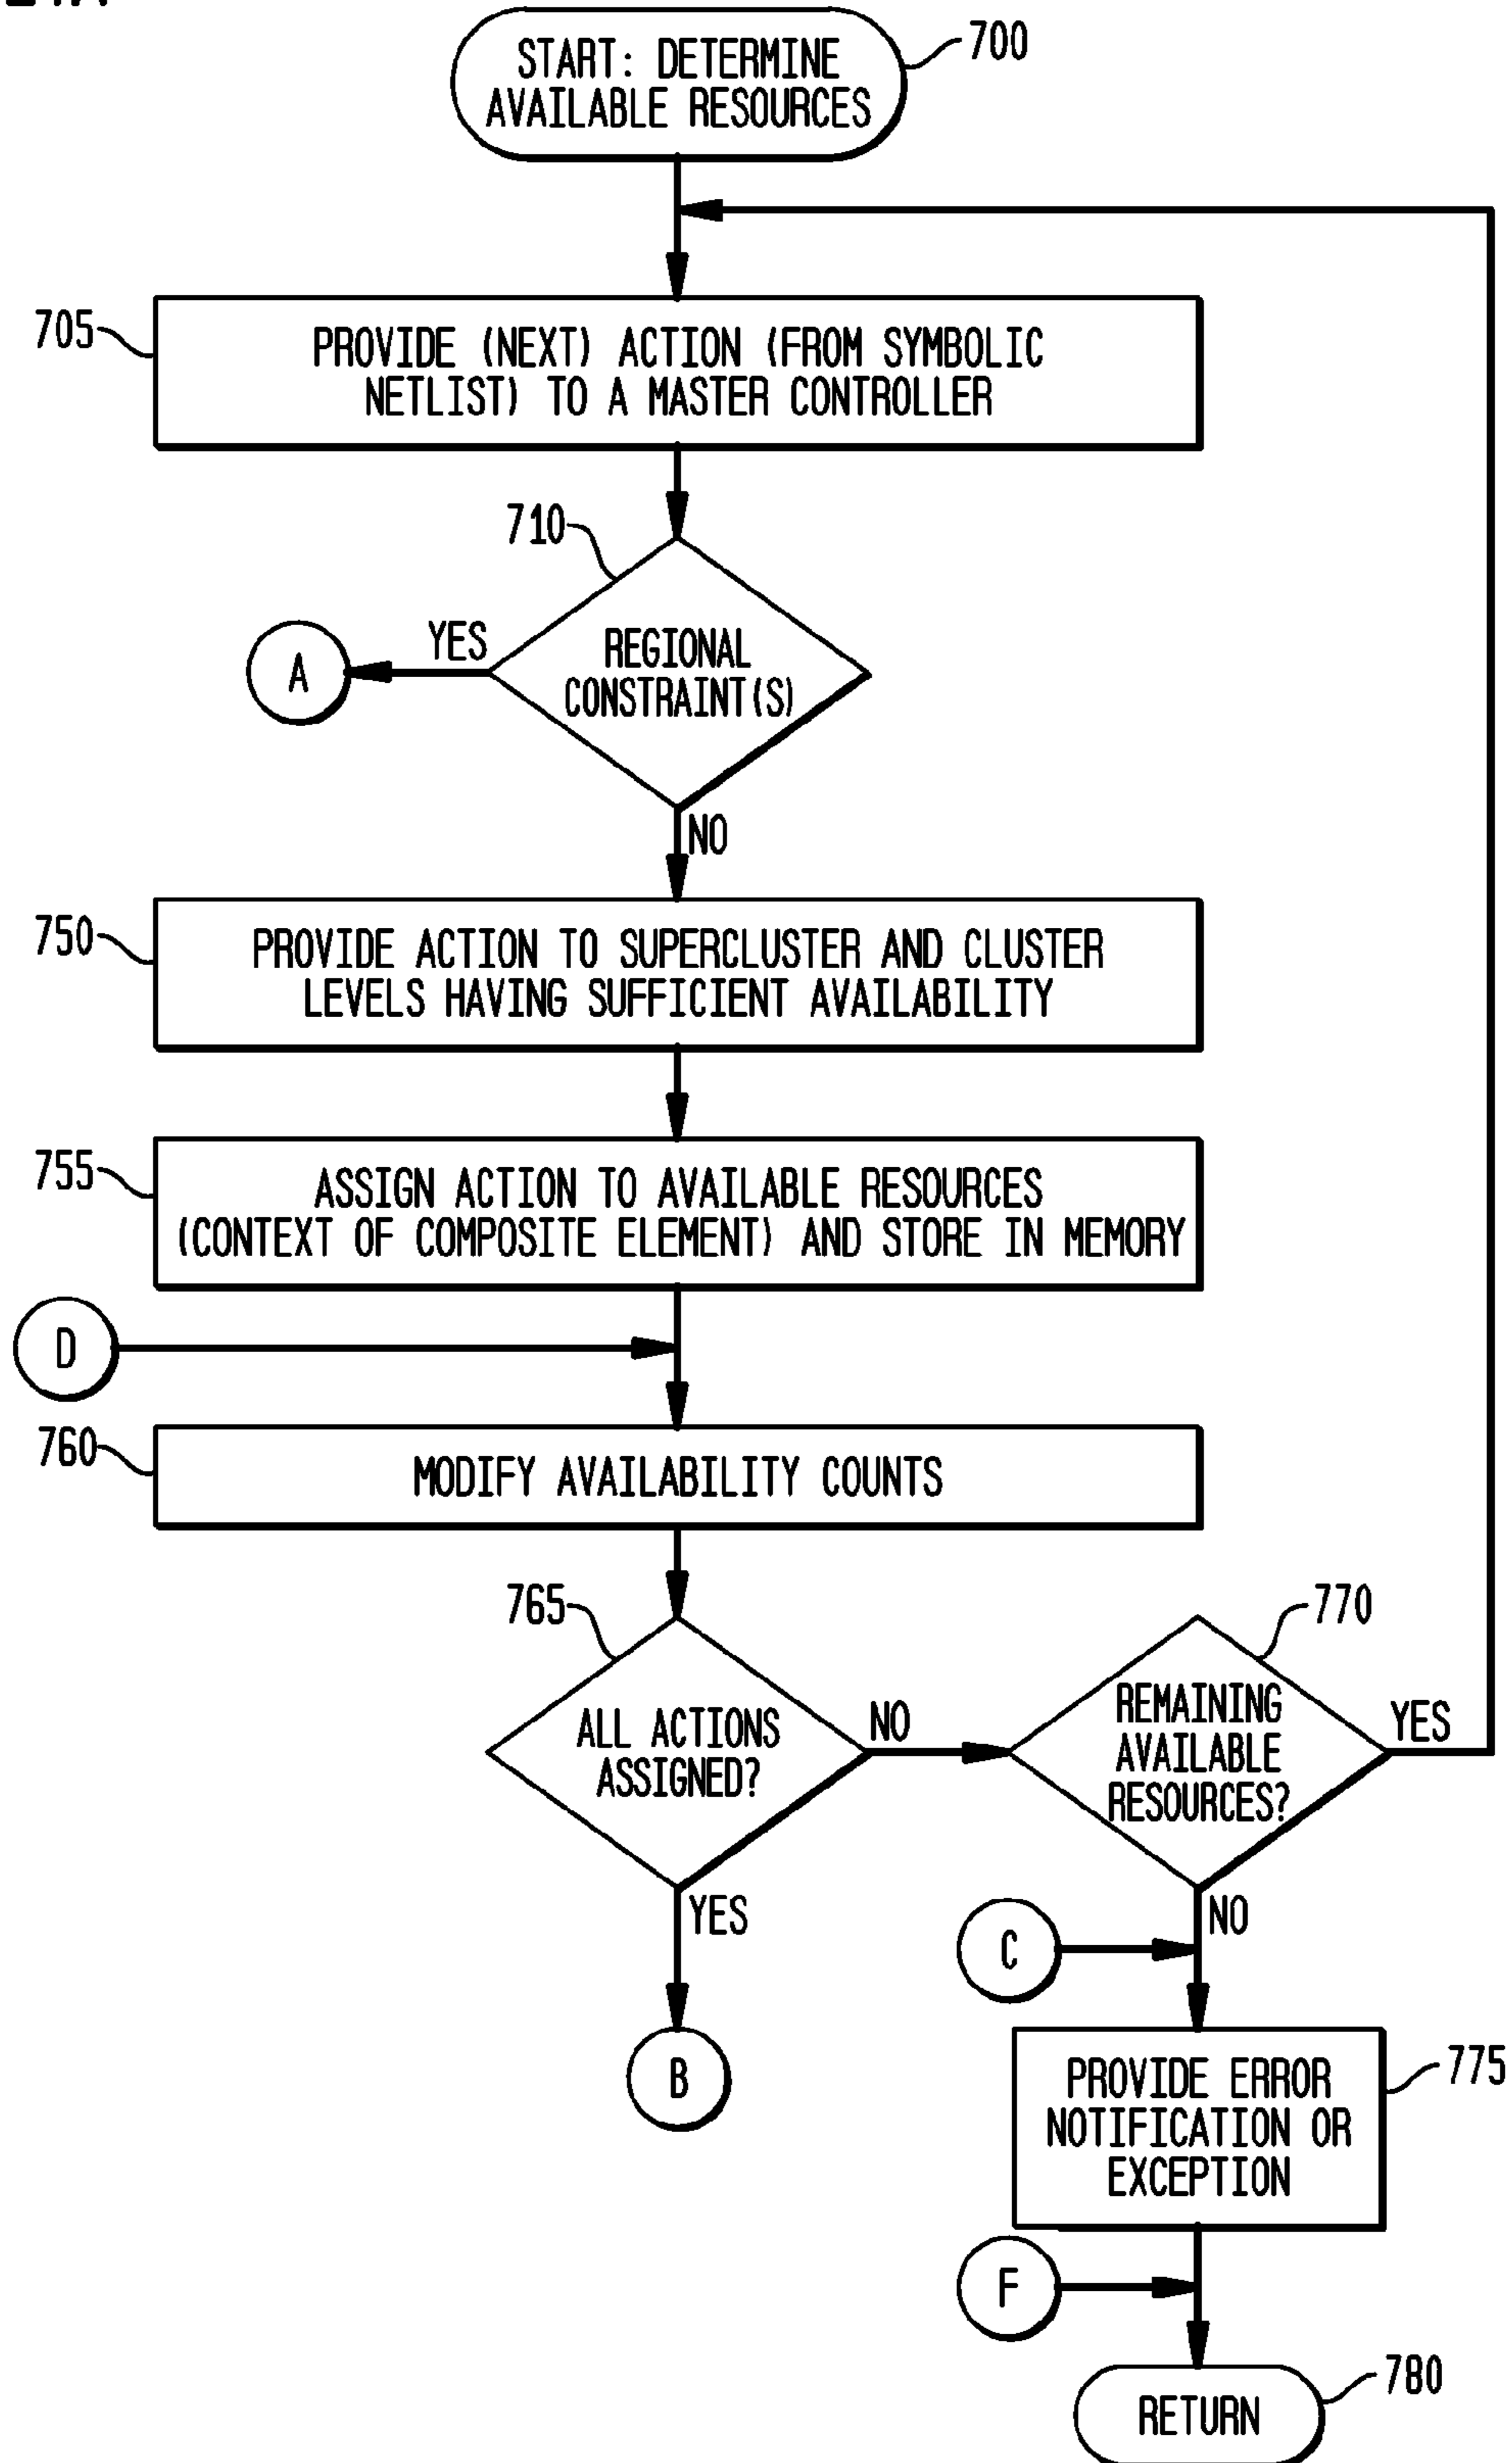 START: DETERMINE
AVAILABLE RESOURCES
700
705
PROVIDE (NEXT) ACTION (FROM SYMBOLIC
NETLIST) TO A MASTER CONTROLLER
710
YES
A
REGIONAL
CONSTRAINT(S)
NO
750
PROVIDE ACTION TO SUPERCLUSTER AND CLUSTER
LEVELS HAVING SUFFICIENT AVAILABILITY
755
ASSIGN ACTION TO AVAILABLE RESOURCES
(CONTEXT OF COMPOSITE ELEMENT) AND STORE IN MEMORY
D
760
MODIFY AVAILABILITY COUNTS
765
ALL ACTIONS
ASSIGNED?
NO
770
REMAINING
AVAILABLE
RESOURCES?
YES
YES
B
NO
C
775
PROVIDE ERROR
NOTIFICATION OR
EXCEPTION
F
780
RETURN